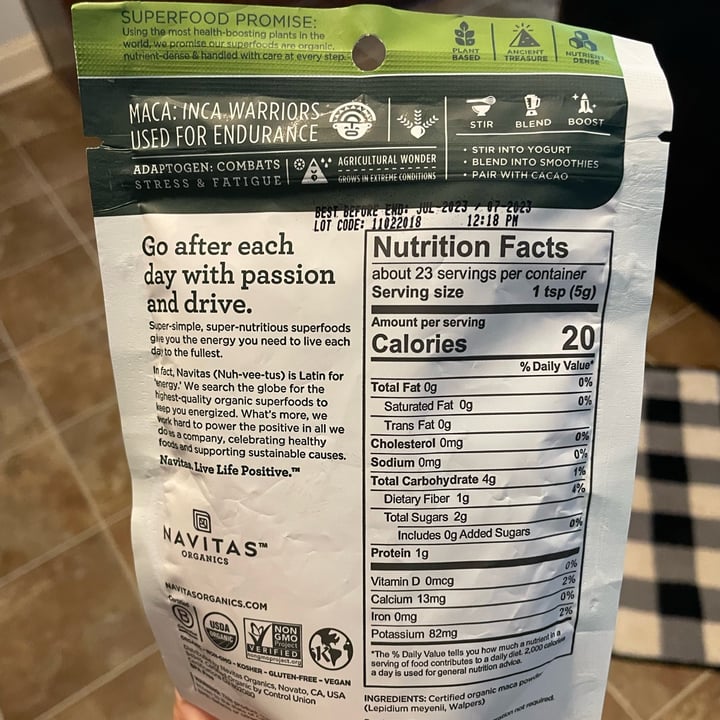 SUPERFOOD PROMISE:
Using the most health-boosting plants in the
world, we promise our superfoods are organic,
nutrient-dense & handled with care at every step.
PLANT
BASED
ANCIENT
TREASURE
NUTRIENT
DENSE
MACA: INCA WARRIORS
USED FOR ENDURANCE
ADAPTOGEN: COMBATS
STRESS & FATIGUE
AGRICULTURAL WONDER
GROWS IN EXTREME CONDITIONS
STIR
BLEND
BOOST
• STIR INTO YOGURT
• BLEND INTO SMOOTHIES
• PAIR WITH CACAO
BEST BEFORE END: JUL 2023 / 07-2023
LOT CODE: 11022018 12:18 PM
Go after each
day with passion
and drive.
Super-simple, super-nutritious superfoods
give you the energy you need to live each
day to the fullest.
In fact, Navitas (Nuh-vee-tus) is Latin for
'energy.' We search the globe for the
highest-quality organic superfoods to
keep you energized. What's more, we
work hard to power the positive in all we
do as a company, celebrating healthy
foods and supporting sustainable causes.
Navitas. Live Life Positive.™
NAVITAS™
ORGANICS
NAVITASORGANICS.COM
Certified
B
USDA
ORGANIC
NON
GMO
Project
VERIFIED
nongmoproject.org
ORGANIC • NON-GMO • KOSHER • GLUTEN-FREE • VEGAN
Navitas Organics, Novato, CA, USA
Organic by Control Union
Nutrition Facts
about 23 servings per container
Serving size 1 tsp (5g)
Amount per serving
Calories 20
% Daily Value*
Total Fat 0g 0%
Saturated Fat 0g 0%
Trans Fat 0g
Cholesterol 0mg 0%
Sodium 0mg 0%
Total Carbohydrate 4g 1%
Dietary Fiber 1g 4%
Total Sugars 2g
Includes 0g Added Sugars 0%
Protein 1g
Vitamin D 0mcg 0%
Calcium 13mg 2%
Iron 0mg 0%
Potassium 82mg 2%
*The % Daily Value tells you how much a nutrient in a
serving of food contributes to a daily diet. 2,000 calories
a day is used for general nutrition advice.
INGREDIENTS: Certified organic maca powder
(Lepidium meyenii, Walpers)
not required.